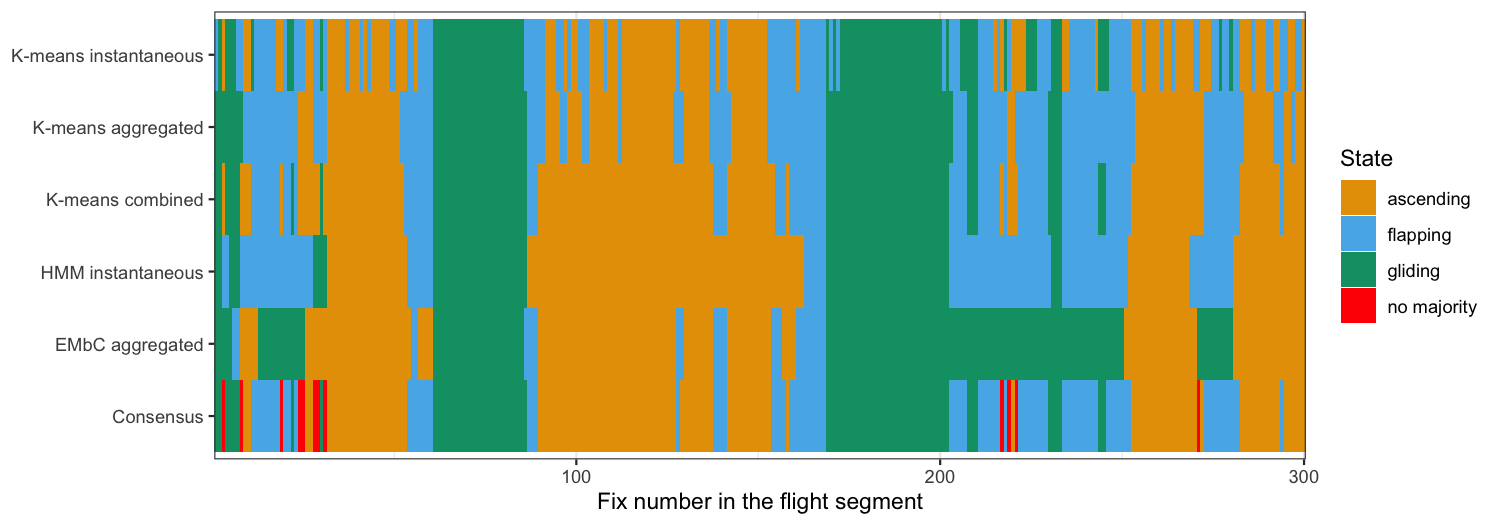 K-means instantaneous
K-means aggregated
K-means combined
HMM instantaneous
EMbC aggregated
Consensus
100
200
300
Fix number in the flight segment
State
ascending
flapping
gliding
no majority